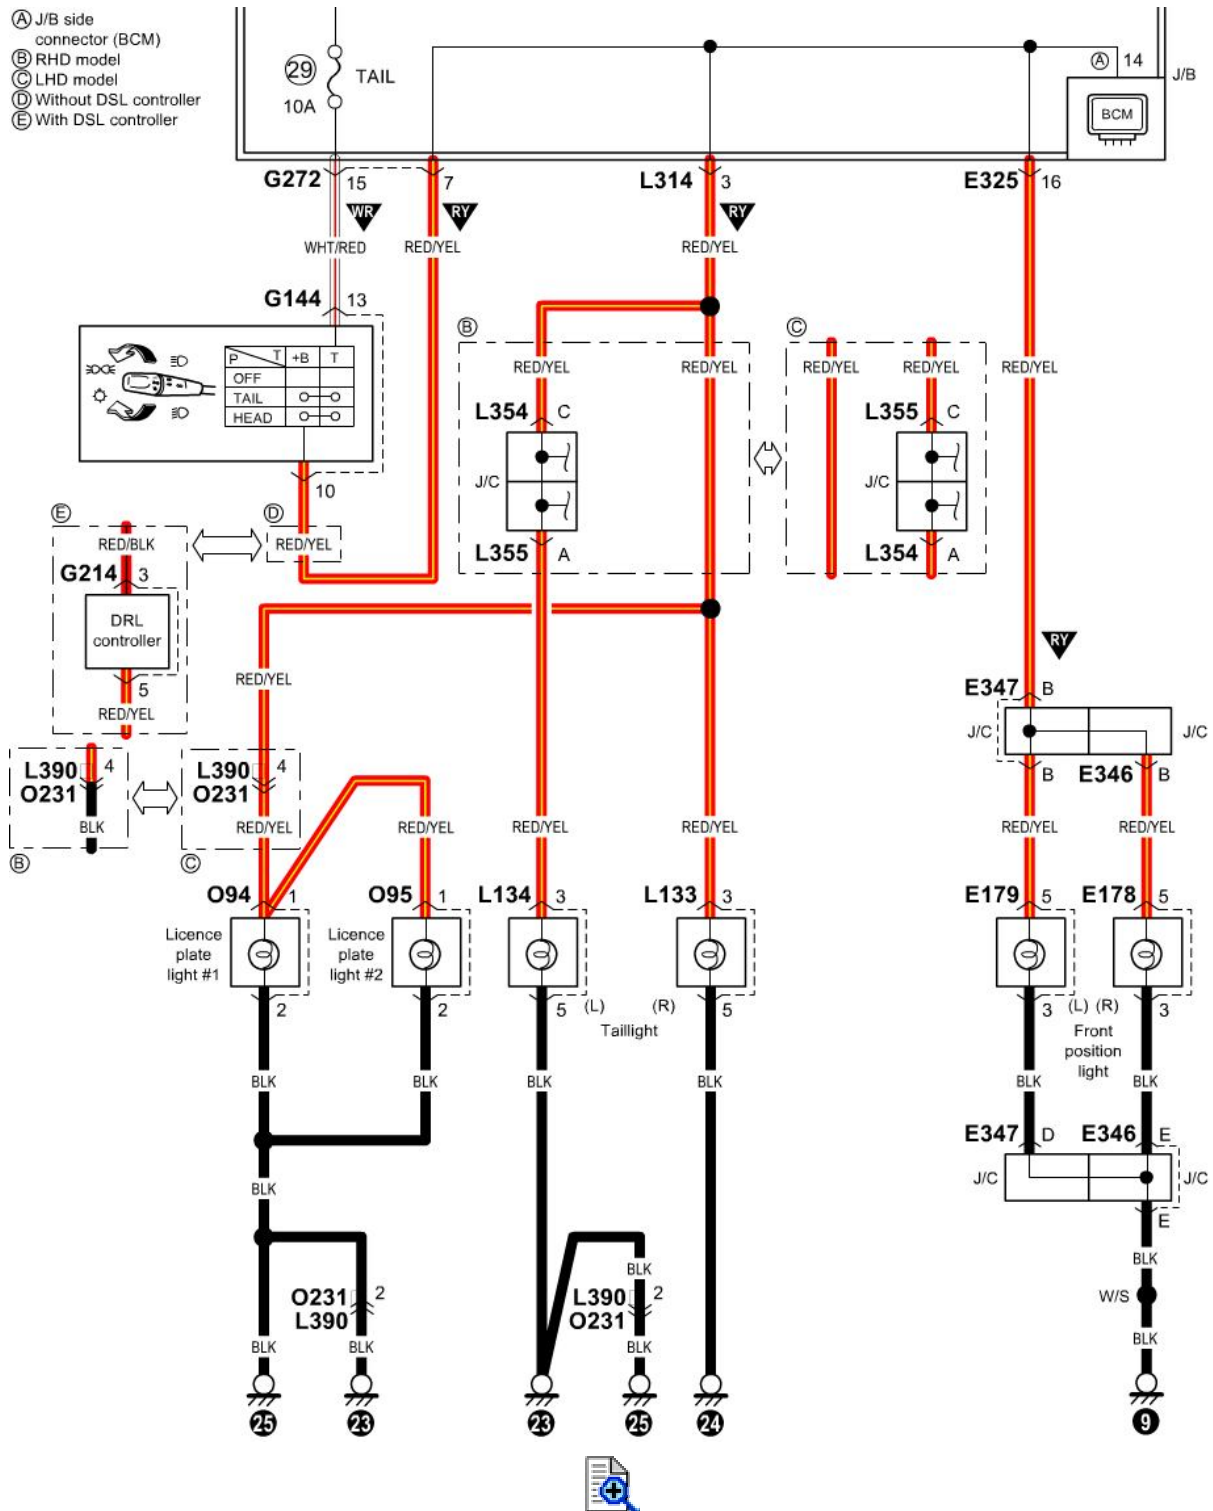 Ⓐ J/B side
connector (BCM)
Ⓑ RHD model
Ⓒ LHD model
Ⓓ Without DSL controller
Ⓔ With DSL controller
29
10A
TAIL
Ⓐ 14
J/B
BCM
G272 15
7
L314 3
E325 16
WR
RY
RY
WHT/RED
RED/YEL
RED/YEL
G144 13
P T +B T
OFF
TAIL
HEAD
10
Ⓑ
Ⓒ
RED/YEL
RED/YEL
RED/YEL
RED/YEL
RED/YEL
L354 C
L355 C
J/C
J/C
L355 A
L354 A
Ⓔ
Ⓓ
RED/BLK
RED/YEL
G214 3
DRL
controller
5
RED/YEL
RED/YEL
RY
E347 B
J/C
J/C
B
E346 B
L390 4
O231
BLK
Ⓑ
L390 4
O231
RED/YEL
Ⓒ
RED/YEL
RED/YEL
RED/YEL
RED/YEL
RED/YEL
O94 1
O95 1
L134 3
L133 3
E179 5
E178 5
Licence
plate
light #1
Licence
plate
light #2
2
2
5
(L)
(R)
5
Taillight
3
(L) (R)
3
Front
position
light
BLK
BLK
BLK
BLK
BLK
BLK
E347 D
E346 E
J/C
J/C
E
BLK
BLK
W/S
BLK
O231 2
L390
BLK
BLK
BLK
L390 2
O231
BLK
25
23
23
25
24
9